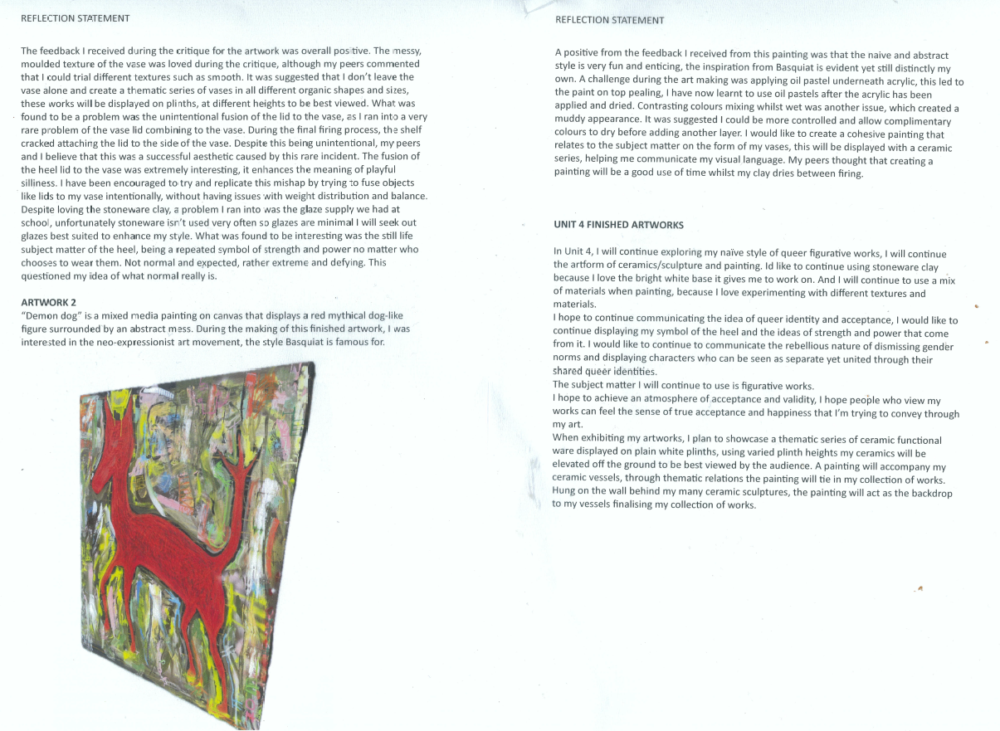 REFLECTION STATEMENT
The feedback I received during the critique for the artwork was overall positive. The messy,
moulded texture of the vase was loved during the critique, although my peers commented
that I could trial different textures such as smooth. It was suggested that I don't leave the
vase alone and create a thematic series of vases in all different organic shapes and sizes,
these works will be displayed on plinths, at different heights to be best viewed. What was
found to be a problem was the unintentional fusion of the lid to the vase, as I ran into a very
rare problem of the vase lid combining to the vase. During the final firing process, the shelf
cracked attaching the lid to the side of the vase. Despite this being unintentional, my peers
and I believe that this was a successful aesthetic caused by this rare incident. The fusion of
the heel lid to the vase was extremely interesting, it enhances the meaning of playful
silliness. I have been encouraged to try and replicate this mishap by trying to fuse objects
like lids to my vase intentionally, without having issues with weight distribution and balance.
Despite loving the stoneware clay, a problem I ran into was the glaze supply we had at
school, unfortunately stoneware isn't used very often so glazes are minimal I will seek out
glazes best suited to enhance my style. What was found to be interesting was the still life
subject matter of the heel, being a repeated symbol of strength and power no matter who
chooses to wear them. Not normal and expected, rather extreme and defying. This
questioned my idea of what normal really is.
ARTWORK 2
“Demon dog” is a mixed media painting on canvas that displays a red mythical dog-like
figure surrounded by an abstract mess. During the making of this finished artwork, I was
interested in the neo-expressionist art movement, the style Basquiat is famous for.
REFLECTION STATEMENT
A positive from the feedback I received from this painting was that the naive and abstract
style is very fun and enticing, the inspiration from Basquiat is evident yet still distinctly my
own. A challenge during the art making was applying oil pastel underneath acrylic, this led to
the paint on top pealing, I have now learnt to use oil pastels after the acrylic has been
applied and dried. Contrasting colours mixing whilst wet was another issue, which created a
muddy appearance. It was suggested I could be more controlled and allow complimentary
colours to dry before adding another layer. I would like to create a cohesive painting that
relates to the subject matter on the form of my vases, this will be displayed with a ceramic
series, helping me communicate my visual language. My peers thought that creating a
painting will be a good use of time whilst my clay dries between firing.
UNIT 4 FINISHED ARTWORKS
In Unit 4, I will continue exploring my naïve style of queer figurative works, I will continue
the artform of ceramics/sculpture and painting. Id like to continue using stoneware clay
because I love the bright white base it gives me to work on. And I will continue to use a mix
of materials when painting, because I love experimenting with different textures and
materials.
I hope to continue communicating the idea of queer identity and acceptance, I would like to
continue displaying my symbol of the heel and the ideas of strength and power that come
from it. I would like to continue to communicate the rebellious nature of dismissing gender
norms and displaying characters who can be seen as separate yet united through their
shared queer identities.
The subject matter I will continue to use is figurative works.
I hope to achieve an atmosphere of acceptance and validity, I hope people who view my
works can feel the sense of true acceptance and happiness that I'm trying to convey through
my art.
When exhibiting my artworks, I plan to showcase a thematic series of ceramic functional
ware displayed on plain white plinths, using varied plinth heights my ceramics will be
elevated off the ground to be best viewed by the audience. A painting will accompany my
ceramic vessels, through thematic relations the painting will tie in my collection of works.
Hung on the wall behind my many ceramic sculptures, the painting will act as the backdrop
to my vessels finalising my collection of works.